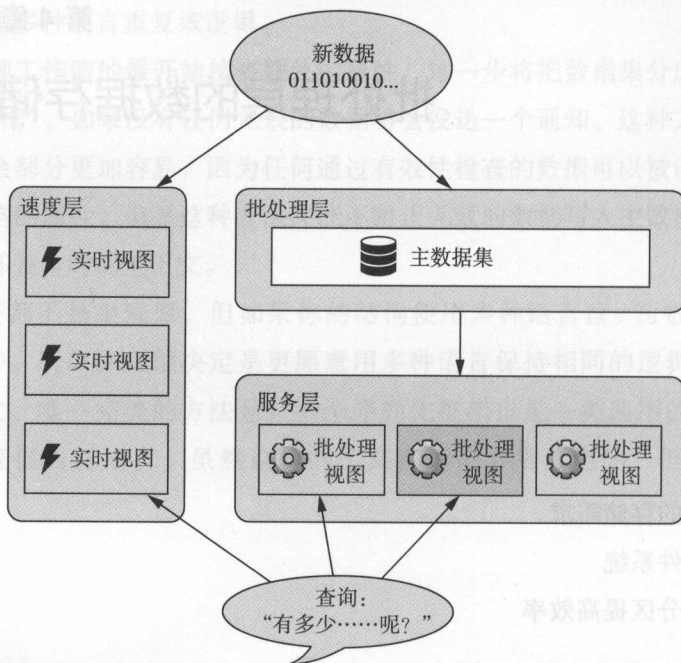 新数据
011010010...
速度层
实时视图
实时视图
实时视图
批处理层
主数据集
服务层
批处理
视图
批处理
视图
批处理
视图
查询：
“有多少……呢？”